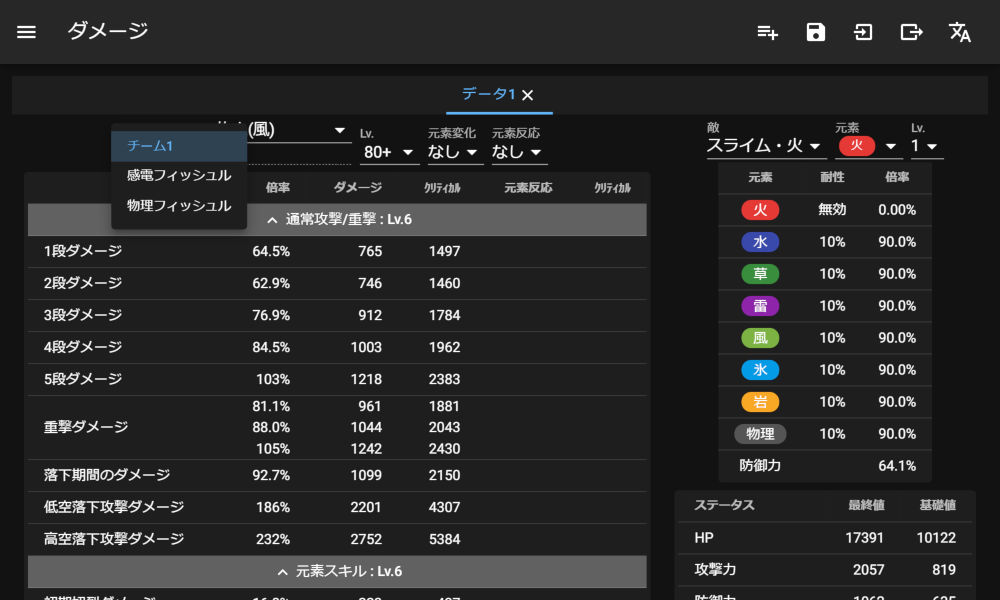 ダメージ
データ1
(風)
Lv.
80+
元素変化
なし
元素反応
なし
チーム1
感電フィッシュル
物理フィッシュル
倍率 ダメージ クリティカル 元素反応 クリティカル
通常攻撃/重撃 : Lv.6
1段ダメージ 64.5% 765 1497
2段ダメージ 62.9% 746 1460
3段ダメージ 76.9% 912 1784
4段ダメージ 84.5% 1003 1962
5段ダメージ 103% 1218 2383
重撃ダメージ
81.1% 961 1881
88.0% 1044 2043
105% 1242 2430
落下期間のダメージ 92.7% 1099 2150
低空落下攻撃ダメージ 186% 2201 4307
高空落下攻撃ダメージ 232% 2752 5384
元素スキル : Lv.6
敵
スライム・火
元素
火
Lv.
1
元素 耐性 倍率
火 無効 0.00%
水 10% 90.0%
草 10% 90.0%
雷 10% 90.0%
風 10% 90.0%
氷 10% 90.0%
岩 10% 90.0%
物理 10% 90.0%
防御力 64.1%
ステータス 最終値 基礎値
HP 17391 10122
攻撃力 2057 819